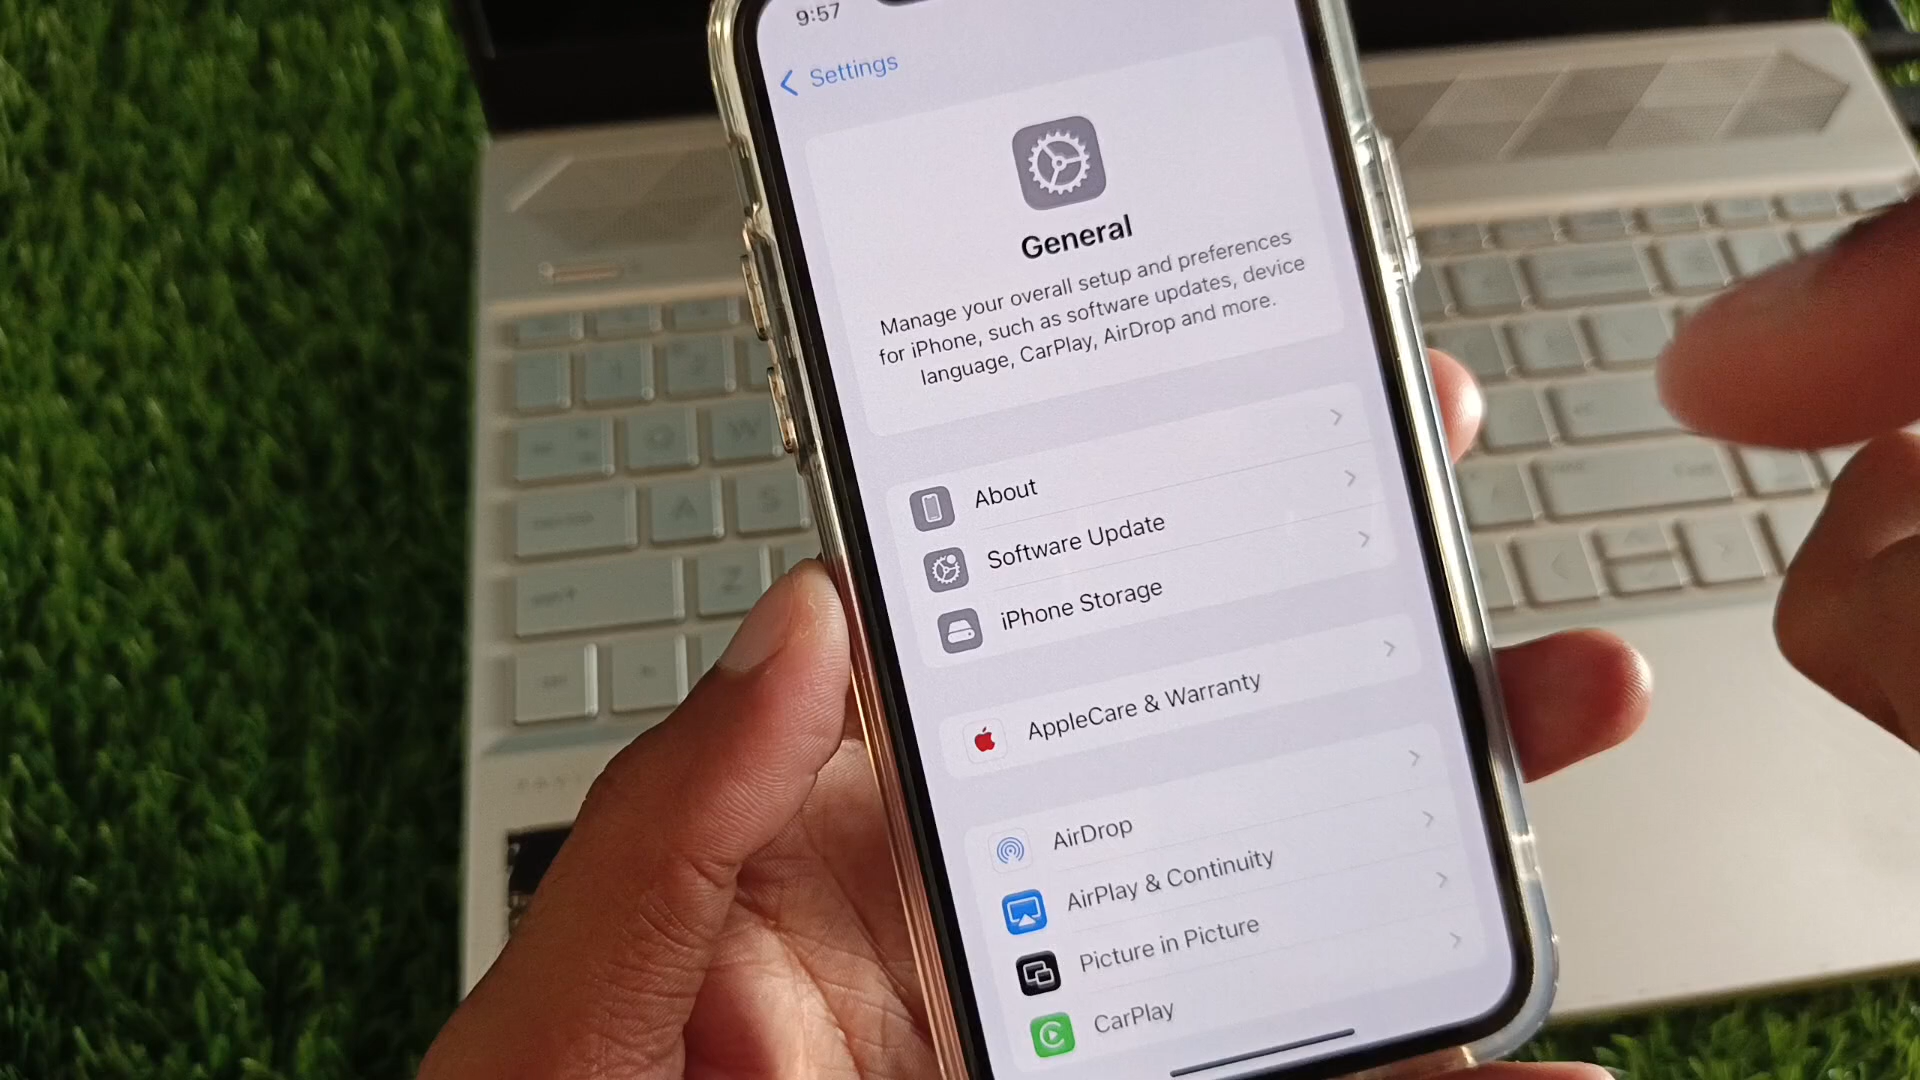 9:57
Settings
General
Manage your overall setup and preferences
for iPhone, such as software updates, device
language, CarPlay, AirDrop and more.
About
Software Update
iPhone Storage
AppleCare & Warranty
AirDrop
AirPlay & Continuity
Picture in Picture
CarPlay
Q
W
A
S
Z